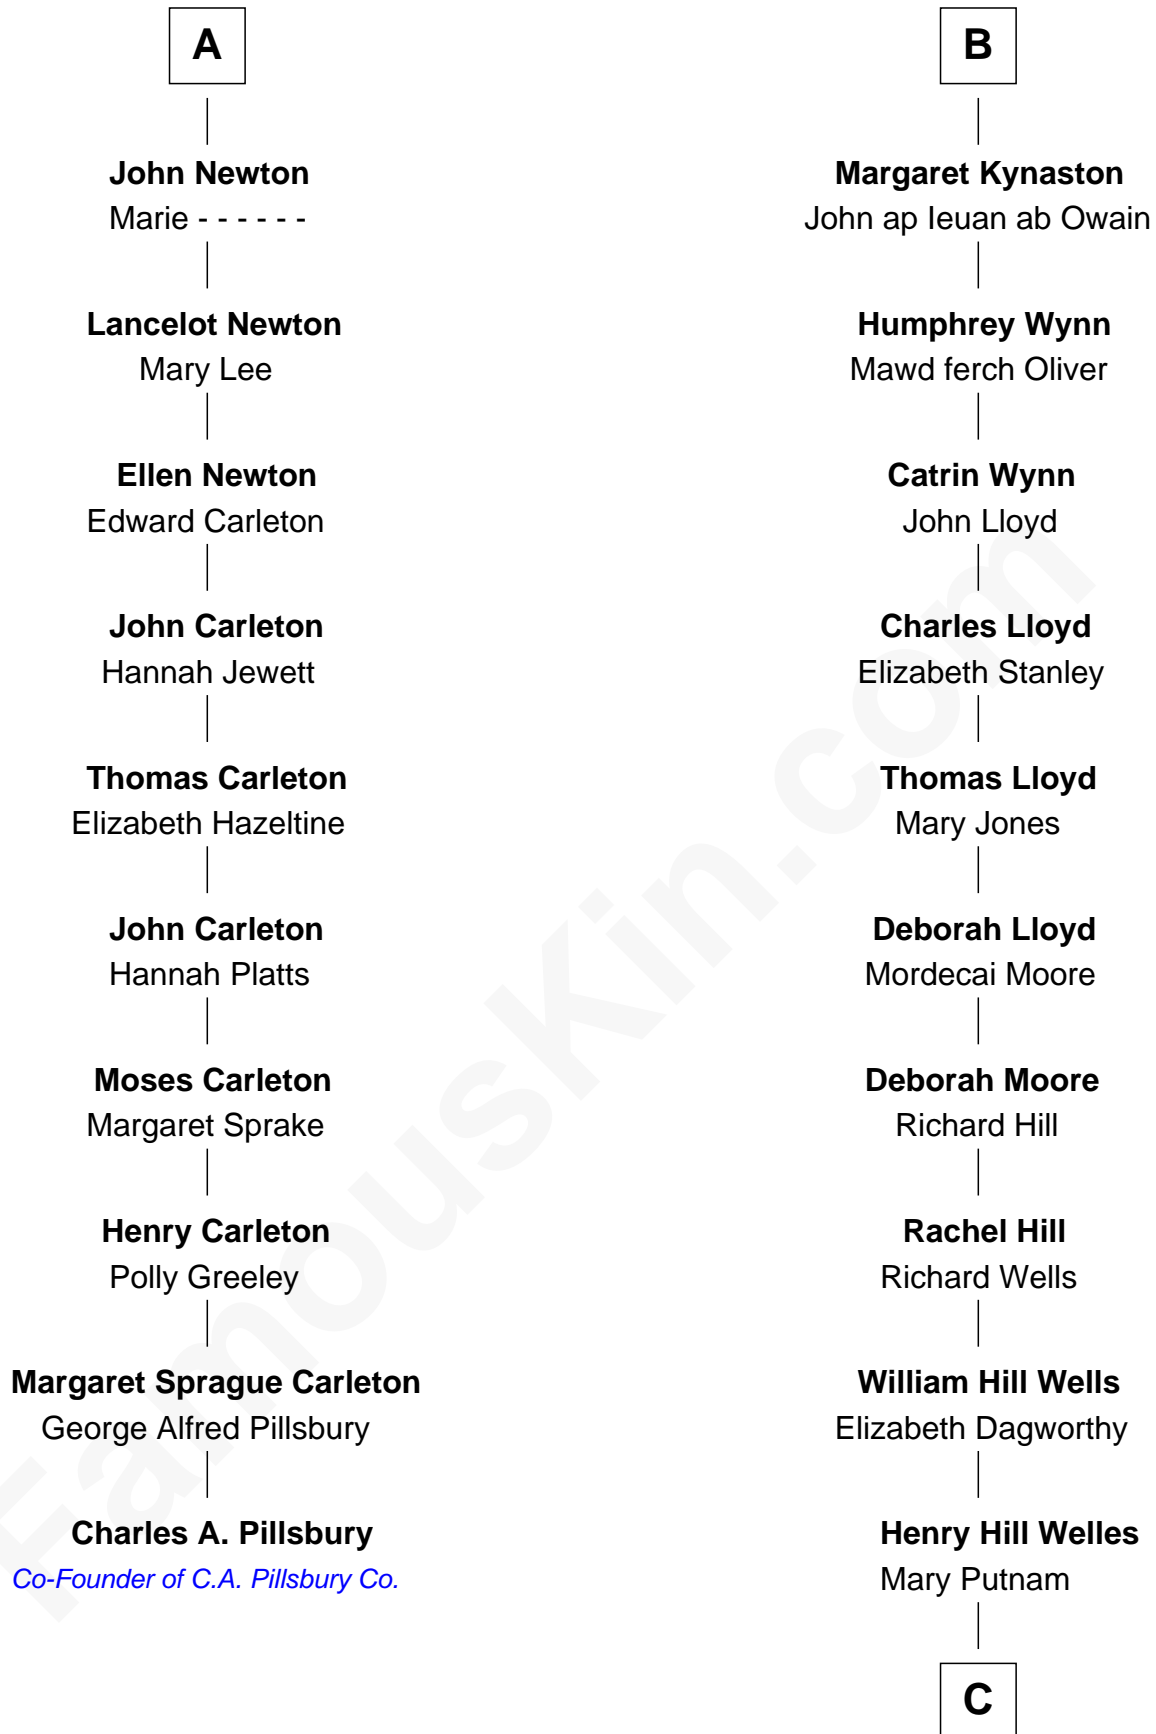 A
John Newton
Marie - - - - - -
Lancelot Newton
Mary Lee
Ellen Newton
Edward Carleton
John Carleton
Hannah Jewett
Thomas Carleton
Elizabeth Hazeltine
John Carleton
Hannah Platts
Moses Carleton
Margaret Sprake
Henry Carleton
Polly Greeley
Margaret Sprague Carleton
George Alfred Pillsbury
Charles A. Pillsbury
Co-Founder of C.A. Pillsbury Co.
B
Margaret Kynaston
John ap Ieuan ab Owain
Humphrey Wynn
Mawd ferch Oliver
Catrin Wynn
John Lloyd
Charles Lloyd
Elizabeth Stanley
Thomas Lloyd
Mary Jones
Deborah Lloyd
Mordecai Moore
Deborah Moore
Richard Hill
Rachel Hill
Richard Wells
William Hill Wells
Elizabeth Dagworthy
Henry Hill Welles
Mary Putnam
C
FamousKin.com